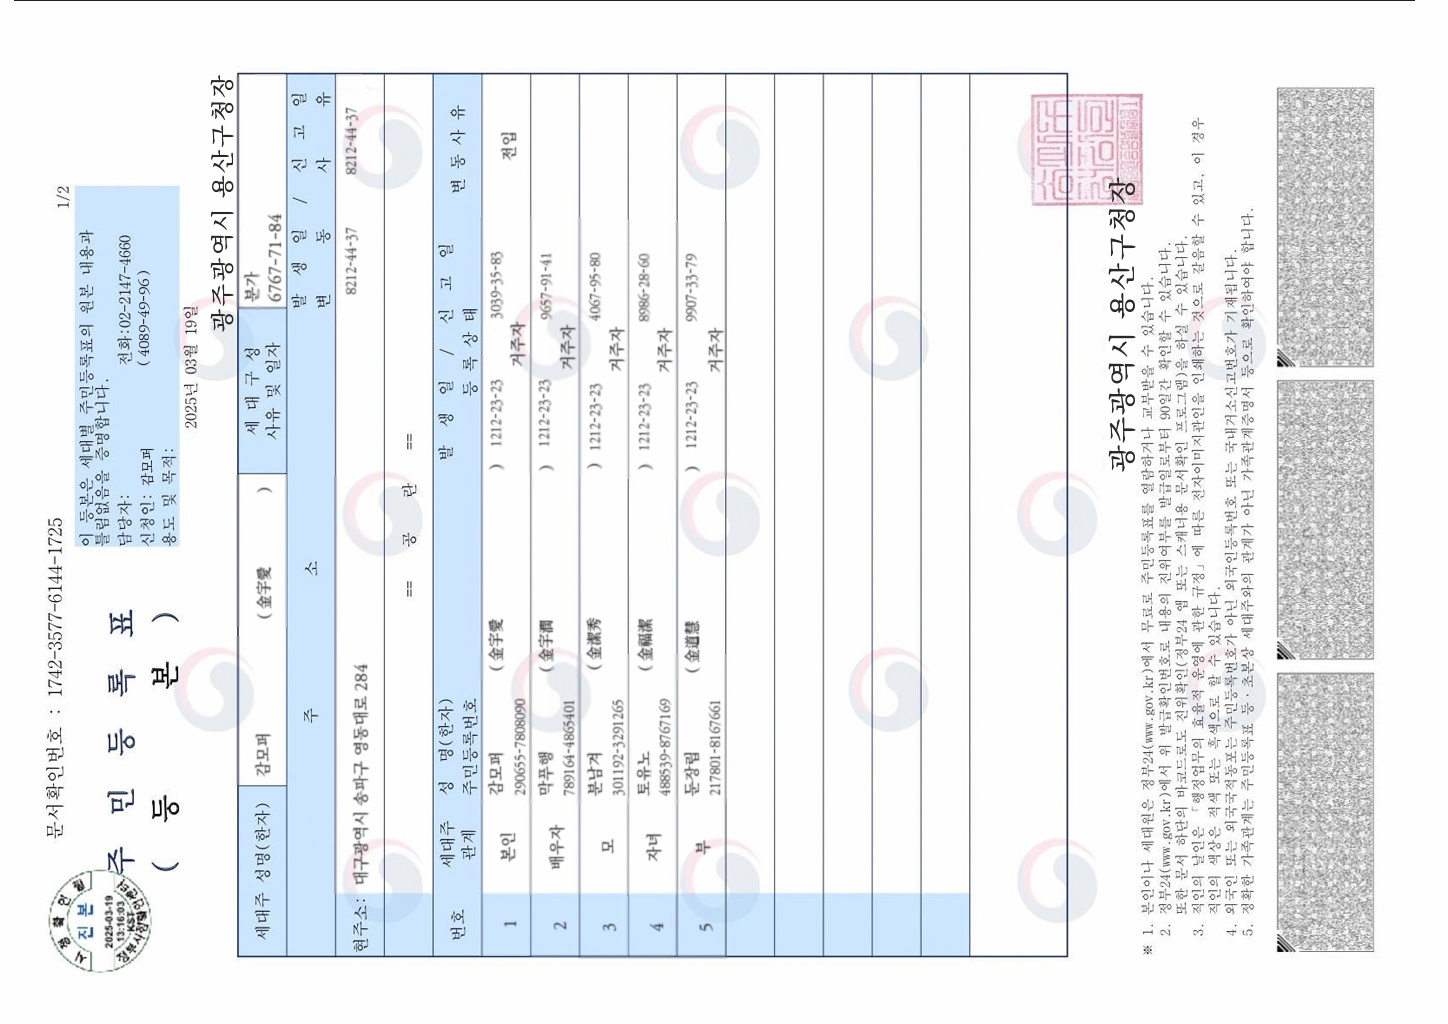 문서확인번호 : 1742-3577-6144-1725
1/2
주 민 등 록 표
( 등 본 )
이 등본은 세대별 주민등록표의 원본 내용과
틀림없음을 증명합니다.
담당자: 전화:02-2147-4660
신청인: 감모퍼 ( 4089-49-96)
용도 및 목적:
2025년 03월 19일
시 점 확 인 필
진 본
2025-03-19
13:16:03
KST
광주광역시 용산구청장
세대주 성명(한자) 감모퍼 ( 金宇愛 ) 세 대 구 성 사유 및 일자 분가 6767-71-84
주 소 발 생 일 / 신 고 일
변 동 사 유
현주소: 대구광역시 송파구 영동대로 284 8212-44-37 8212-44-37
== 공 란 ==
번호 세대주 관계 성 명(한자) 주민등록번호 발 생 일 / 신 고 일 등 록 상 태 변 동 사 유
1 본인 감모퍼 ( 金宇愛 ) 1212-23-23 3039-35-83 전입
290655-7808090 거주자
2 배우자 막푸행 ( 金宇潤 ) 1212-23-23 9657-91-41
789164-4865401 거주자
3 모 분남겨 ( 金潔秀 ) 1212-23-23 4067-95-80
301192-3291265 거주자
4 자녀 토유노 ( 金福潔 ) 1212-23-23 8986-28-60
488539-8767169 거주자
5 부 둔장립 ( 金道慧 ) 1212-23-23 9907-33-79
217801-8167661 거주자
광주광역시 용산구청장
※ 1. 본인이나 세대원은 정부24(www.gov.kr)에서 무료로 주민등록표를 열람하거나 교부받을 수 있습니다.
2. 정부24(www.gov.kr)에서 위 발급확인번호로 내용의 진위여부를 발급일로부터 90일간 확인할 수 있습니다.
또한 문서 하단의 바코드로도 진위확인(정부24 앱 또는 스캐너용 문서확인 프로그램)을 하실 수 있습니다.
3. 직인의 날인은 「행정업무의 효율적 운영에 관한 규정」에 따른 전자이미지관인을 인쇄하는 것으로 갈음할 수 있고, 이 경우
직인의 색상은 적색 또는 흑색으로 할 수 있습니다.
4. 외국인 또는 외국국적동포는 주민등록번호가 아닌 외국인등록번호 또는 국내거소신고번호가 기재됩니다.
5. 정확한 가족관계는 주민등록표 등·초본상 세대주와의 관계가 아닌 가족관계증명서 등으로 확인하여야 합니다.